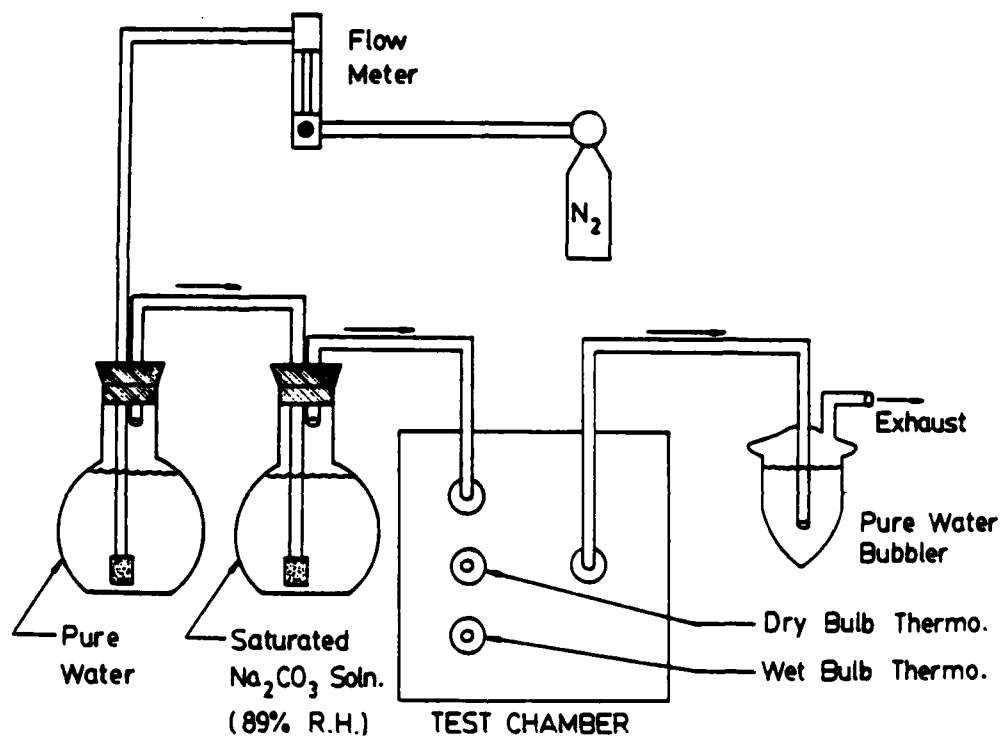 Flow
Meter
N2
Exhaust
Pure Water
Bubbler
Pure
Water
Saturated
Na2CO3 Soln.
(89% R.H.)
TEST CHAMBER
Dry Bulb Thermo.
Wet Bulb Thermo.